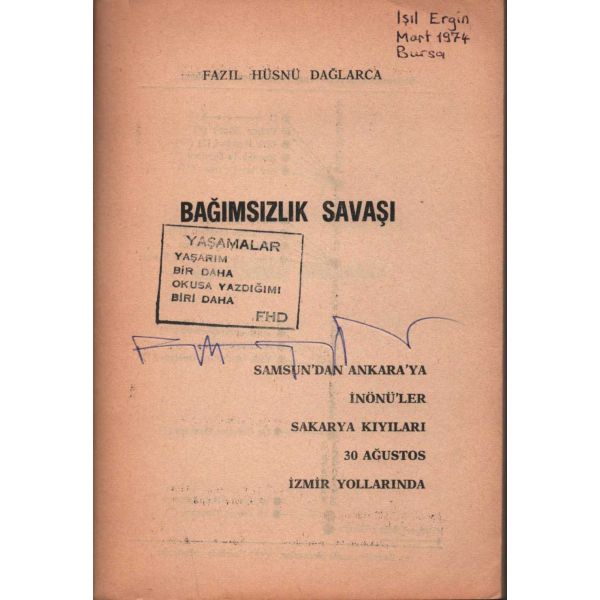 Işıl Ergin
Mart 1974
Bursa
FAZIL HÜSNÜ DAĞLARCA
BAĞIMSIZLIK SAVAŞI
YAŞAMALAR
YAŞARIM
BİR DAHA
OKUSA YAZDIĞIMI
BİRİ DAHA
FHD
SAMSUN'DAN ANKARA'YA
İNÖNÜ'LER
SAKARYA KIYILARI
30 AĞUSTOS
İZMİR YOLLARINDA